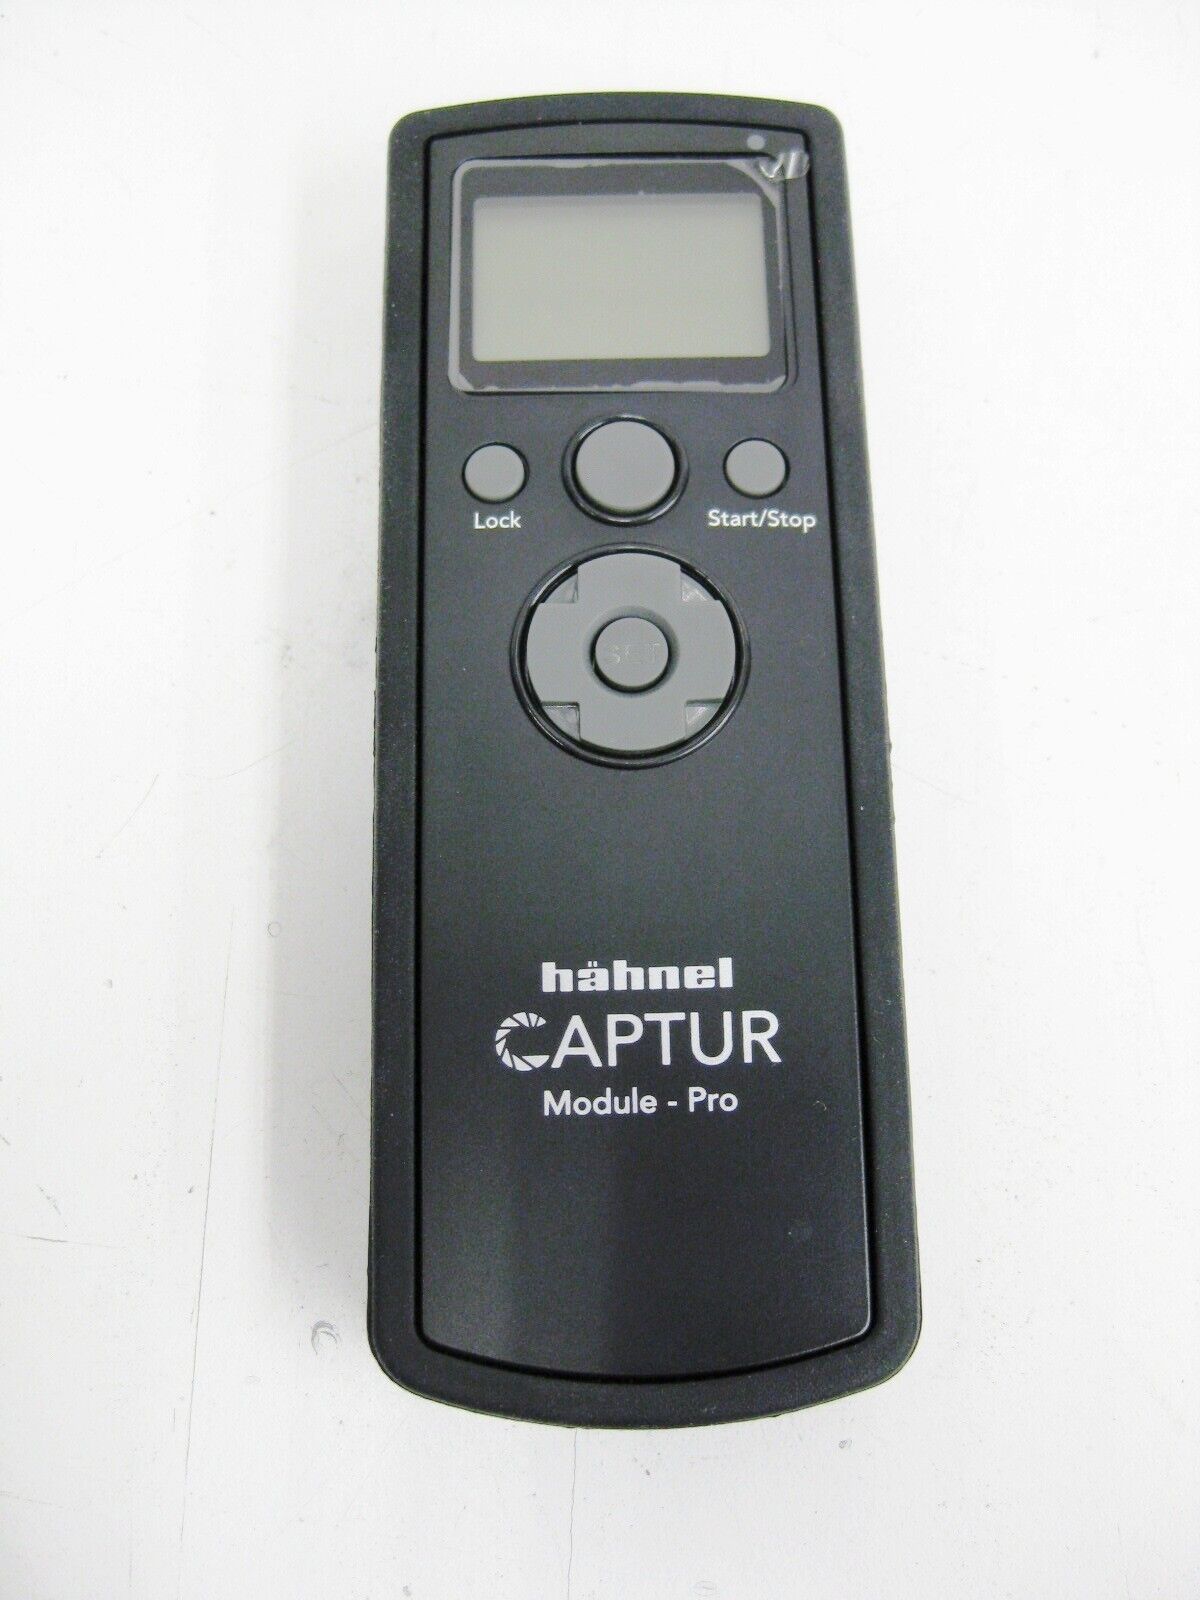 Lock
Start/Stop
SET
hähnel
CAPTUR
Module - Pro